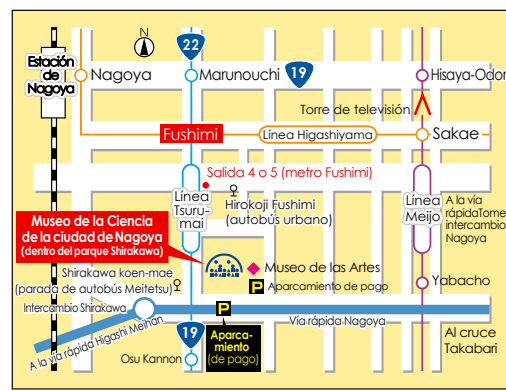 N
22
Estación
de
Nagoya
Nagoya
Marunouchi
19
Hisaya-Odor
Torre de televisión
Fushimi
Línea Higashiyama
Sakae
Salida 4 o 5 (metro Fushimi)
Línea
Tsuru-
mai
Hirokoji Fushimi
(autobús urbano)
Línea
Meijo
A la vía
rápidaTome
intercambio
Nagoya
Museo de la Ciencia
de la ciudad de Nagoya
(dentro del parque Shirakawa)
Museo de las Artes
Shirakawa koen-mae
(parada de autobús Meitetsu)
P
Aparcamiento de pago
Yabacho
Intercambio Shirakawa
P
Vía rápida Nagoya
A la vía rápida Higashi Meihan
19
Aparca-
miento
(de pago)
Al cruce
Takabari
Osu Kannon